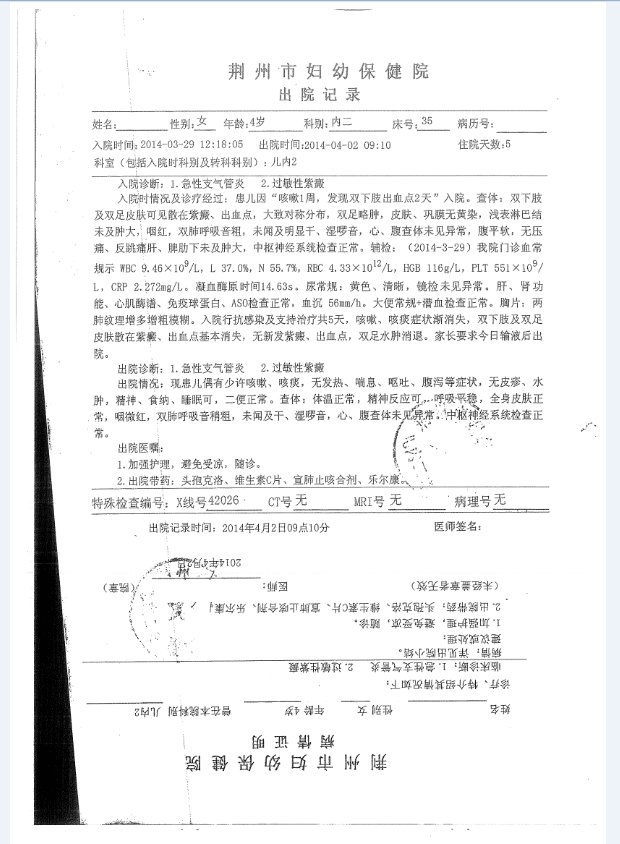 荆州市妇幼保健院
出院记录
姓名: 性别: 女 年龄: 4岁 科别: 内二 床号: 35 病历号:
入院时间: 2014-03-29 12:18:05 出院时间: 2014-04-02 09:10 住院天数: 5
科室（包括入院时科别及转科科别）: 儿内2
入院诊断: 1.急性支气管炎 2.过敏性紫癜
入院时情况及诊疗经过: 患儿因“咳嗽1周，发现双下肢出血点2天”入院。查体: 双下肢
及双足皮肤可见散在紫癜、出血点，大致对称分布，双足略肿，皮肤、巩膜无黄染，浅表淋巴结
未及肿大，咽红，双肺呼吸音粗，未闻及明显干、湿啰音，心、腹查体未见异常，腹平软，无压
痛、反跳痛肝、脾肋下未及肿大，中枢神经系统检查正常。辅检: （2014-3-29）我院门诊血常
规示 WBC 9.46×10⁹/L, L 37.0%, N 55.7%, RBC 4.33×10¹²/L, HGB 116g/L, PLT 551×10⁹/
L, CRP 2.272mg/L。凝血酶原时间14.63s。尿常规: 黄色、清晰，镜检未见异常。肝、肾功
能、心肌酶谱、免疫球蛋白、ASO检查正常，血沉 56mm/h。大便常规+潜血检查正常。胸片: 两
肺纹理增多增粗模糊。入院行抗感染及支持治疗共5天，咳嗽、咳痰症状渐消失，双下肢及双足
皮肤散在紫癜、出血点基本消失，无新发紫癜、出血点，双足水肿消退。家长要求今日输液后出
院。
出院诊断: 1.急性支气管炎 2.过敏性紫癜
出院情况: 现患儿偶有少许咳嗽、咳痰，无发热、喘息、呕吐、腹泻等症状，无皮疹、水
肿，精神、食纳、睡眠可，二便正常。查体: 体温正常，精神反应可，呼吸平稳，全身皮肤正
常，咽微红，双肺呼吸音稍粗，未闻及干、湿啰音，心、腹查体未见异常，中枢神经系统检查正
常。
出院医嘱:
1.加强护理，避免受凉，随诊。
2.出院带药: 头孢克洛、维生素C片、宣肺止咳合剂、乐尔康。
特殊检查编号: X线号 42026 CT号 无 MRI号 无 病理号 无
出院记录时间: 2014年4月2日09点10分 医师签名:
荆州市妇幼保健院
病情证明
姓名 性别 女 年龄 4岁 曾在本院科别 儿内2
诊疗、特介绍其情况如下:
临床诊断: 1.急性支气管炎 2.过敏性紫癜
病情: 详见出院小结。
建议或处理:
1.加强护理，避免受凉，随诊。
2.出院带药: 头孢克洛、维生素C片、宣肺止咳合剂、乐尔康
（未经盖章者无效） 医师: （院章）
2014年4月2日